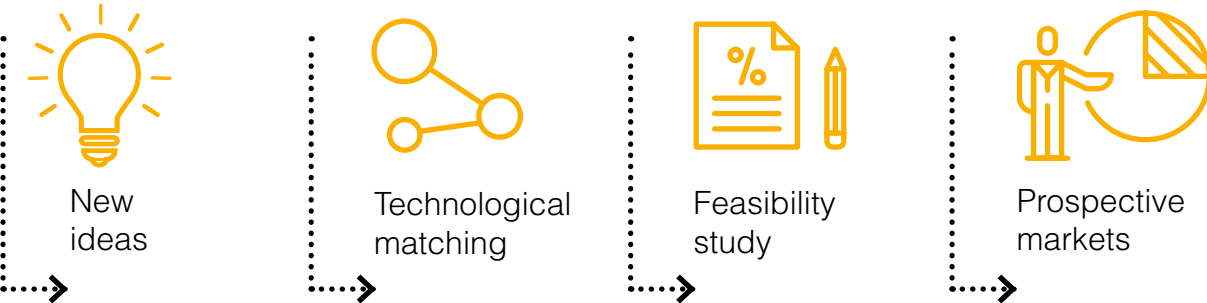 New
ideas
Technological
matching
%
Feasibility
study
Prospective
markets